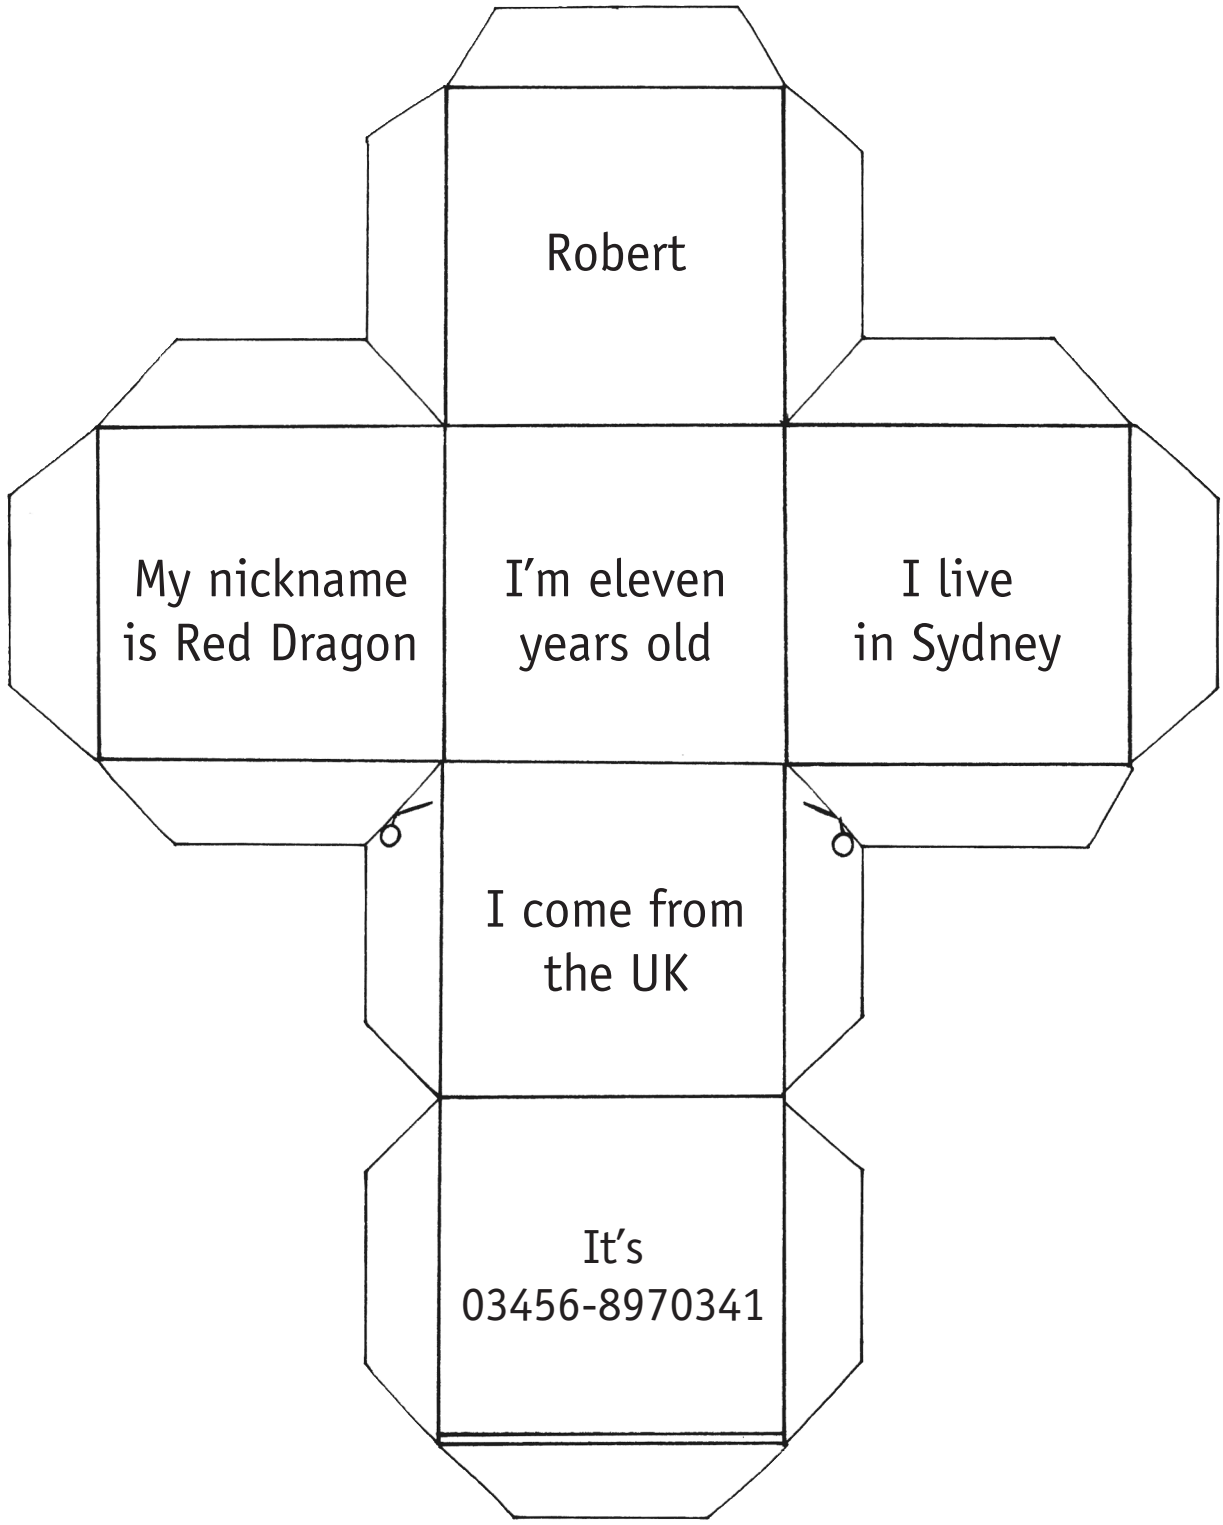 Robert
My nickname
is Red Dragon
I'm eleven
years old
I live
in Sydney
I come from
the UK
It's
03456-8970341